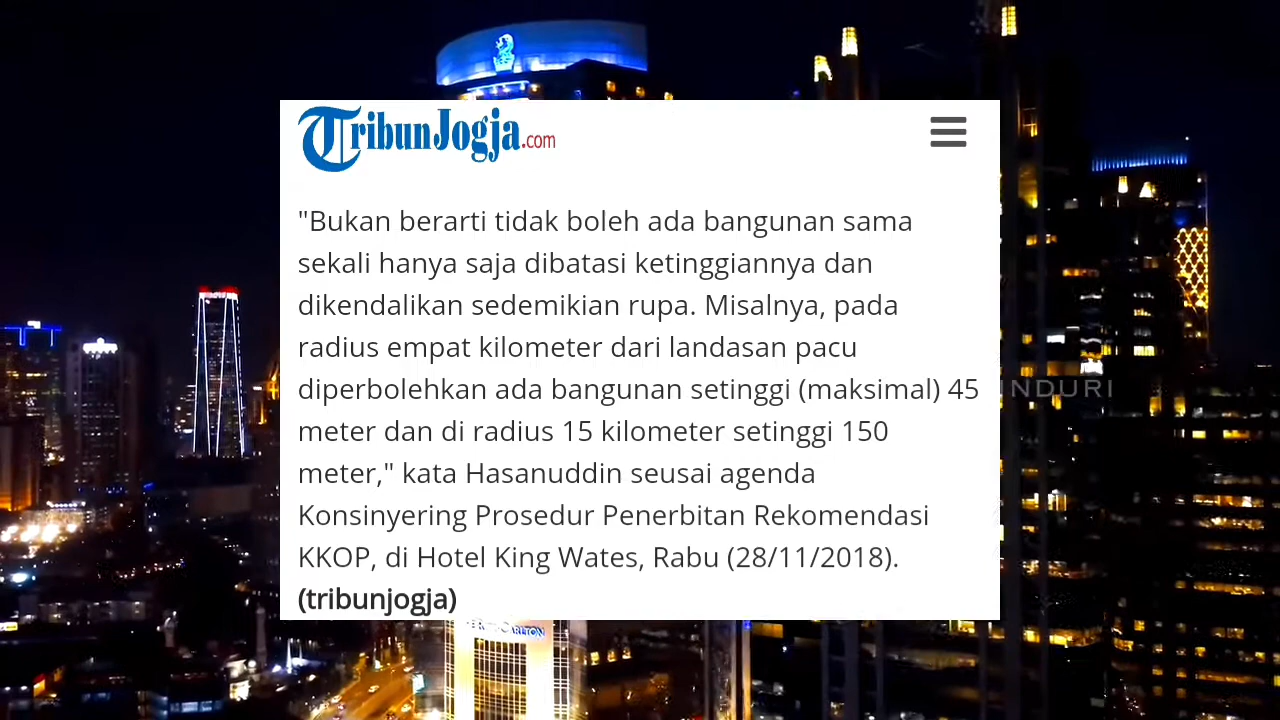 TribunJogja.com
"Bukan berarti tidak boleh ada bangunan sama
sekali hanya saja dibatasi ketinggiannya dan
dikendalikan sedemikian rupa. Misalnya, pada
radius empat kilometer dari landasan pacu
diperbolehkan ada bangunan setinggi (maksimal) 45
meter dan di radius 15 kilometer setinggi 150
meter," kata Hasanuddin seusai agenda
Konsinyering Prosedur Penerbitan Rekomendasi
KKOP, di Hotel King Wates, Rabu (28/11/2018).
(tribunjogja)
INDURI